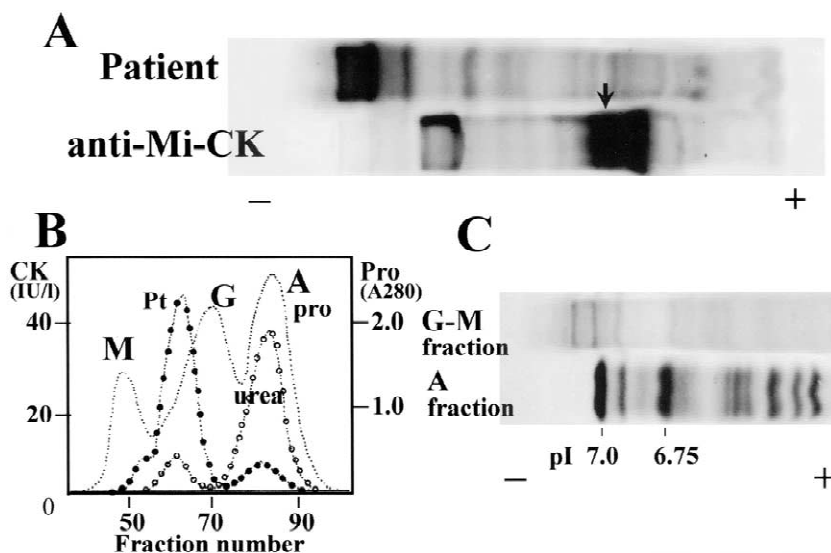 A
Patient
anti-Mi-CK
− +
B
CK
(IU/l)
Pro
(A280)
Pt
G
A
pro
M
urea
40
20
0
2.0
1.0
50 70 90
Fraction number
C
G-M
fraction
A
fraction
pI 7.0 6.75
− +